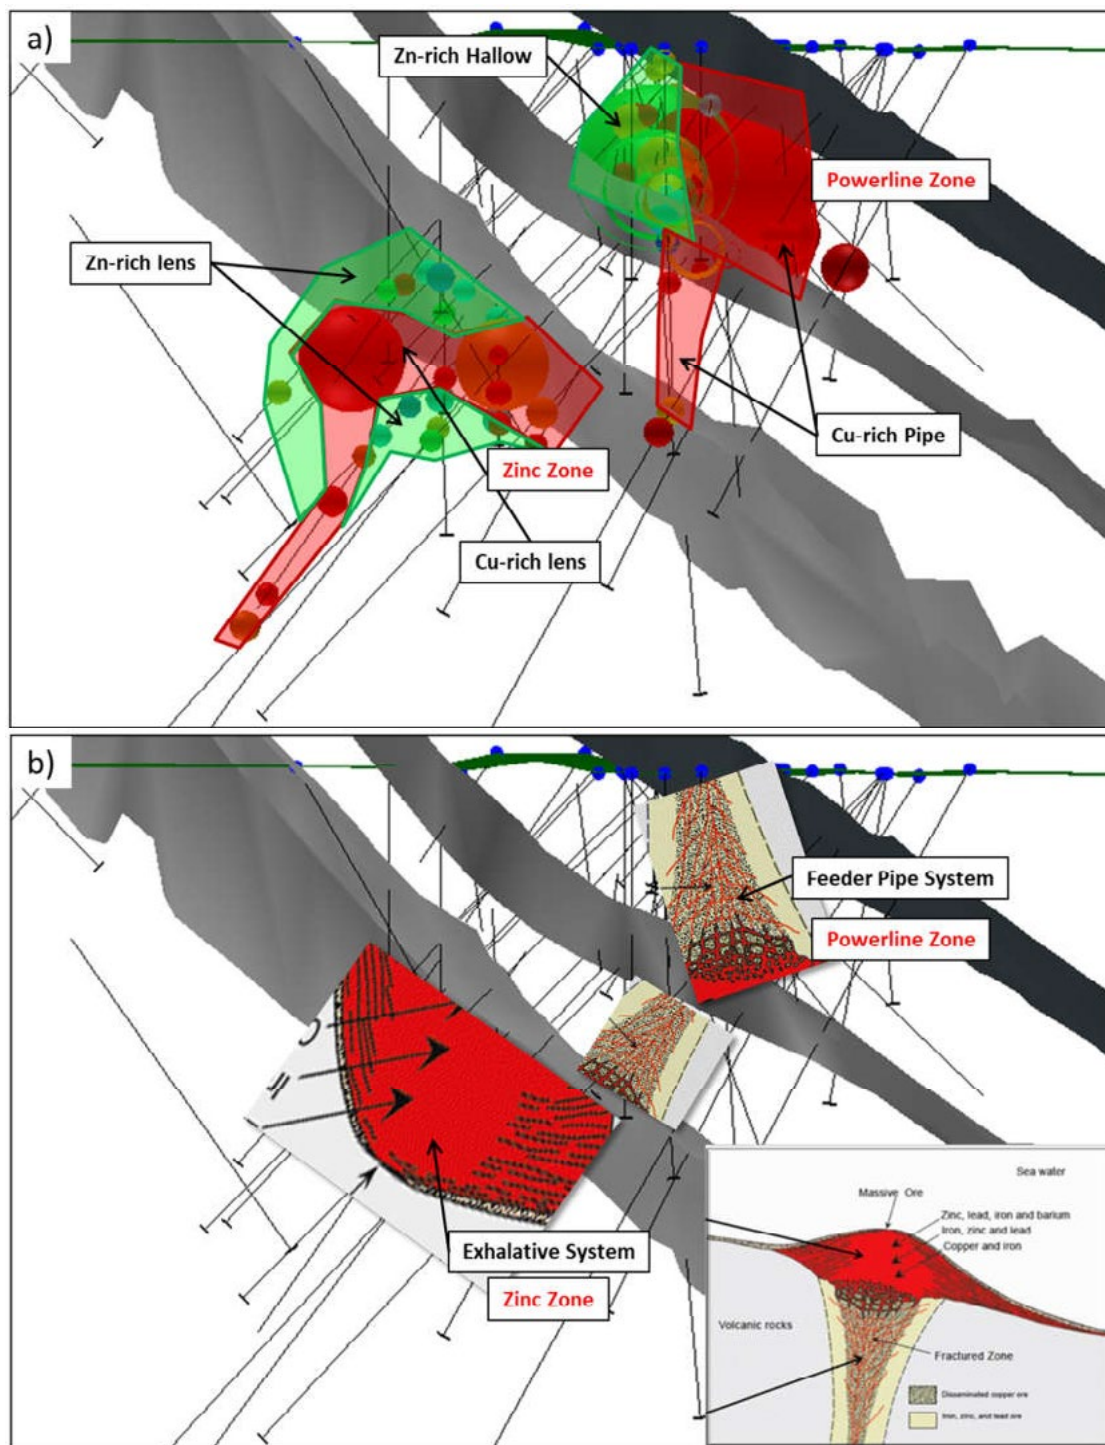 a)
Zn-rich Hallow
Powerline Zone
Zn-rich lens
Cu-rich Pipe
Zinc Zone
Cu-rich lens
b)
Feeder Pipe System
Powerline Zone
Exhalative System
Zinc Zone
Sea water
Massive Ore
Zinc, lead, iron and barium
Iron, zinc and lead
Copper and iron
Volcanic rocks
Fractured Zone
Disseminated copper ore
Iron, zinc, and lead ore